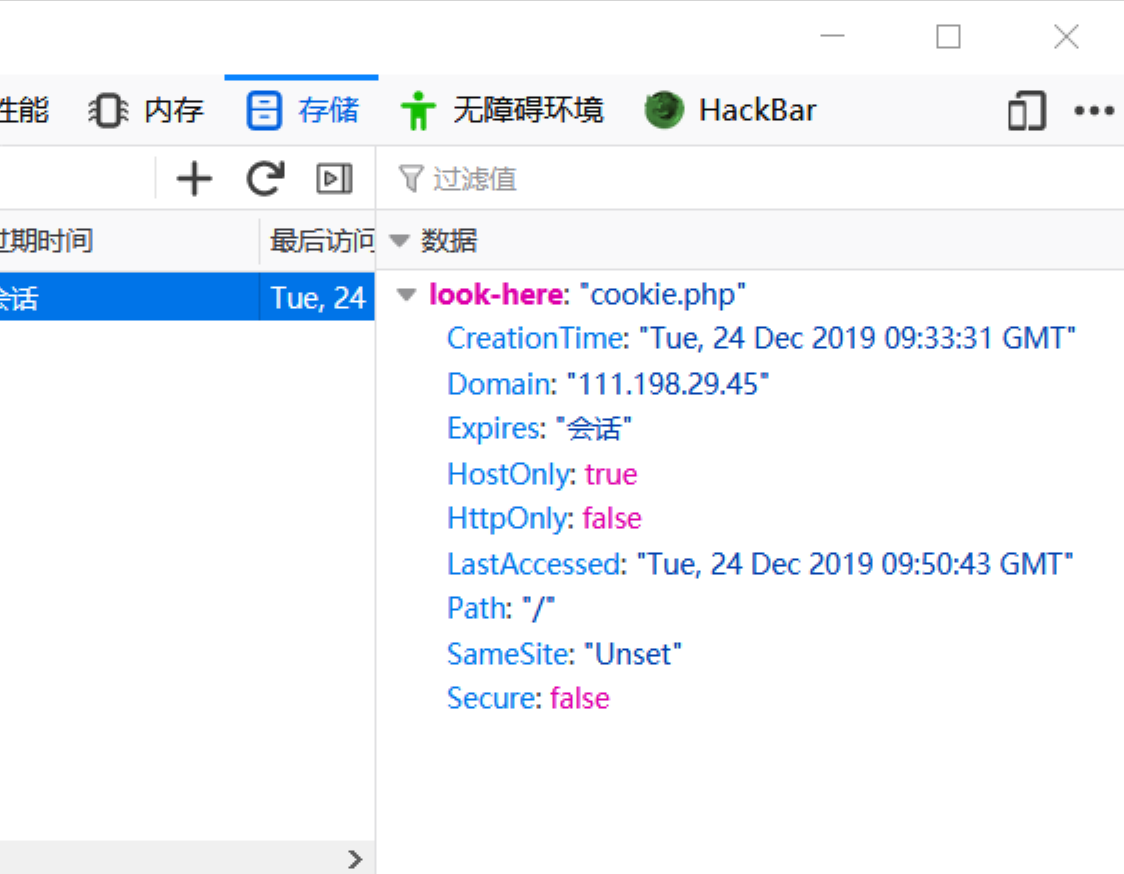 性能 内存 存储 无障碍环境 HackBar
过滤值
过期时间 最后访问 数据
会话 Tue, 24
look-here: "cookie.php"
CreationTime: "Tue, 24 Dec 2019 09:33:31 GMT"
Domain: "111.198.29.45"
Expires: "会话"
HostOnly: true
HttpOnly: false
LastAccessed: "Tue, 24 Dec 2019 09:50:43 GMT"
Path: "/"
SameSite: "Unset"
Secure: false